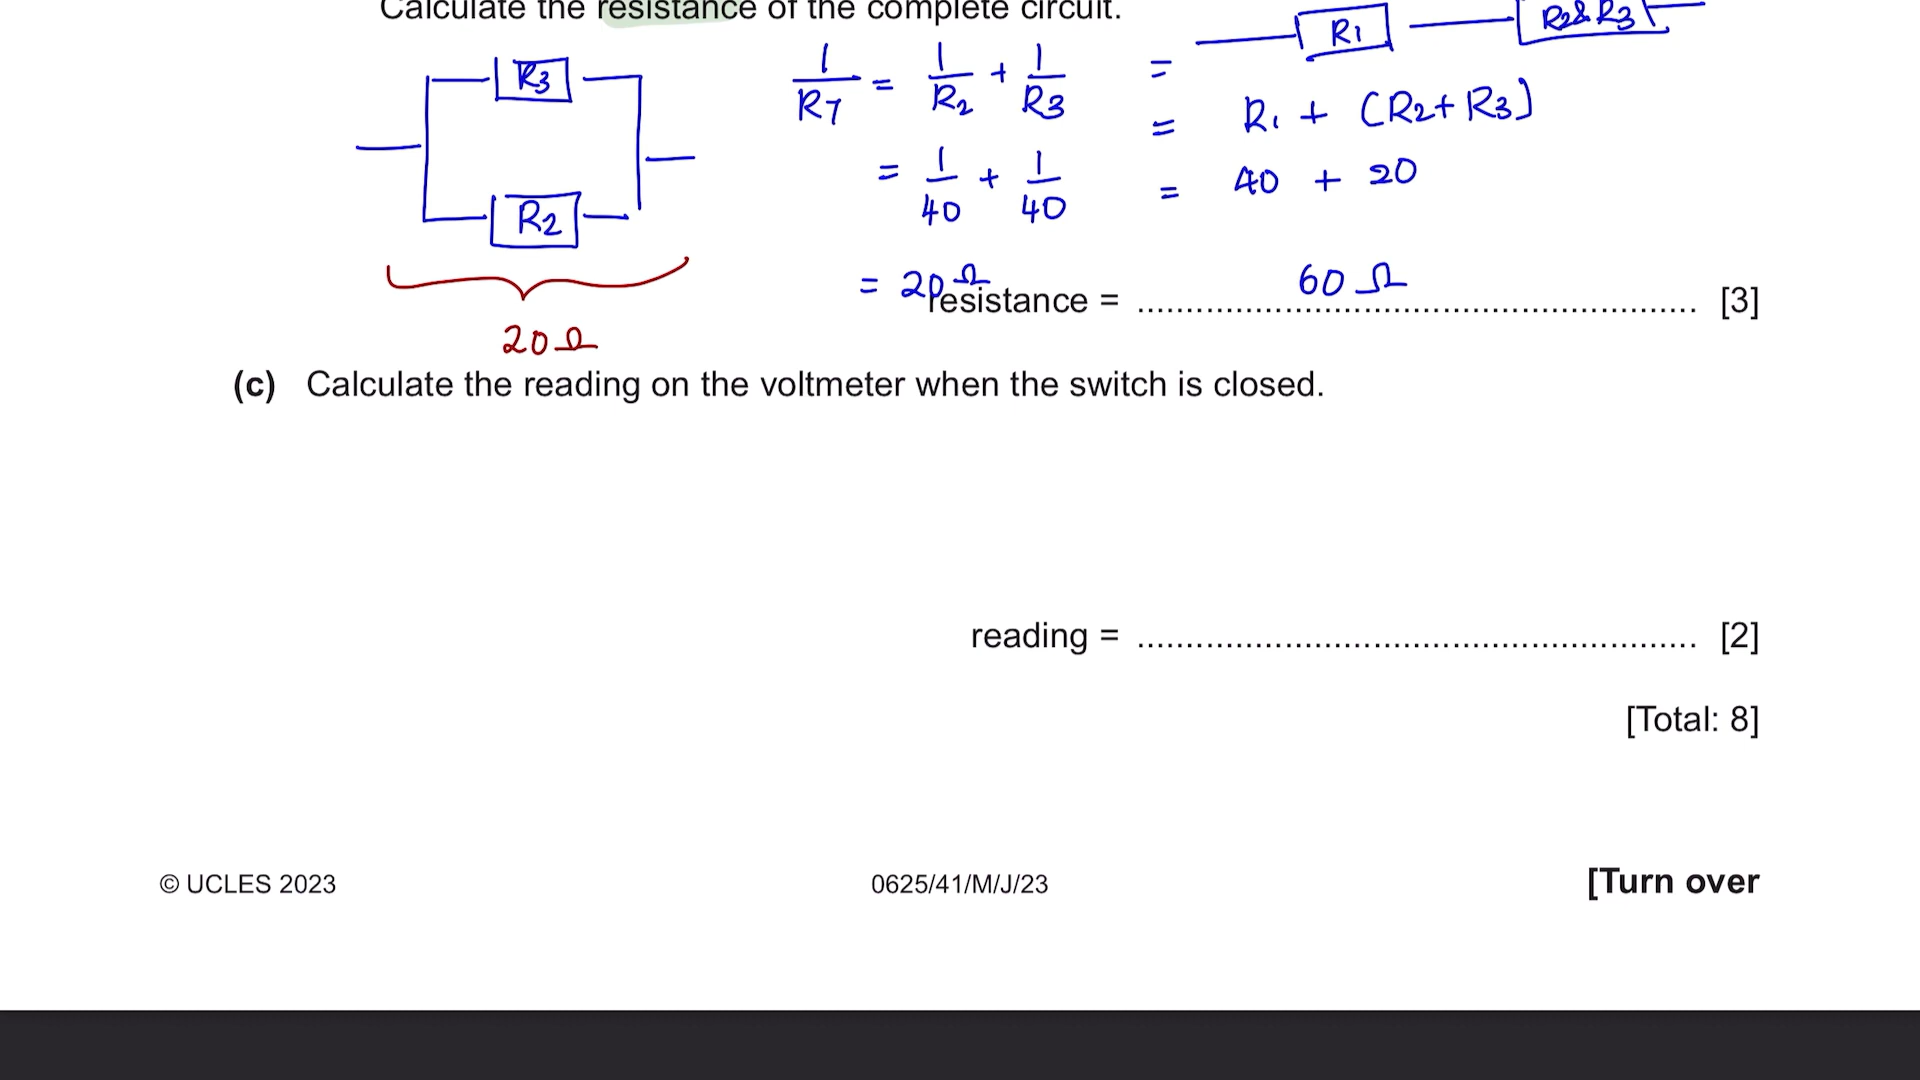 Calculate the resistance of the complete circuit.
R1
R2&R3
R3
1/RT = 1/R2 + 1/R3
=
= R1 + (R2+R3)
= 1/40 + 1/40
= 40 + 20
R2
= 20Ω
resistance = 60 Ω [3]
20Ω
(c) Calculate the reading on the voltmeter when the switch is closed.
reading = ........................................................... [2]
[Total: 8]
© UCLES 2023
0625/41/M/J/23
[Turn over